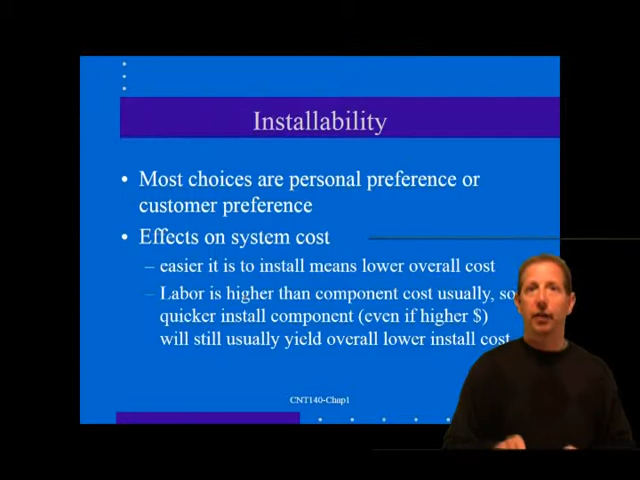 Installability
• Most choices are personal preference or
customer preference
• Effects on system cost
– easier it is to install means lower overall cost
– Labor is higher than component cost usually, so
quicker install component (even if higher $)
will still usually yield overall lower install cost
CNT140-Chap1